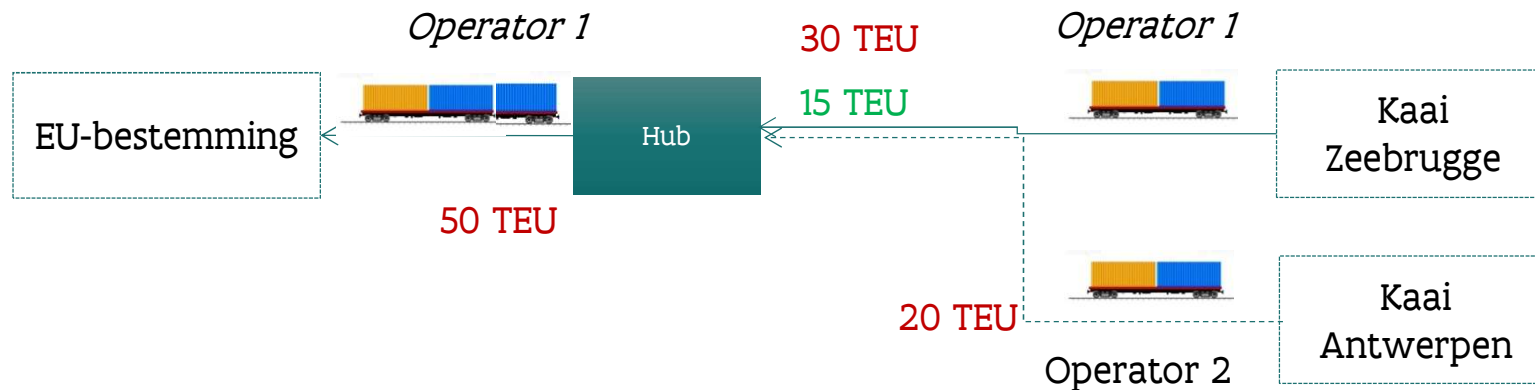 Operator 1
Operator 1
30 TEU
15 TEU
EU-bestemming
Hub
Kaai
Zeebrugge
50 TEU
20 TEU
Kaai
Antwerpen
Operator 2